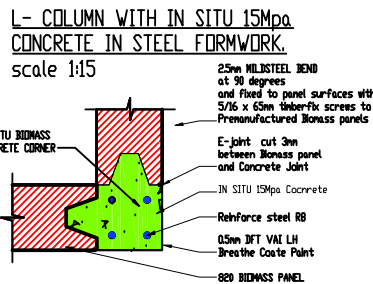 L- COLUMN WITH IN SITU 15Mpa
CONCRETE IN STEEL FORMWORK.
scale 1:15
2.5mm MILDSTEEL BEND
at 90 degrees
and fixed to panel surfaces with
5/16 x 65mm timberfix screws to
Premanufactured Biomass panels
TU BIOMASS
RETE CORNER
E-joint cut 3mm
between Biomass panel
and Concrete Joint
IN SITU 15Mpa Cocnrete
Reinforce steel R8
0.5mm DFT VAI LH
Breathe Coate Paint
820 BIOMASS PANEL